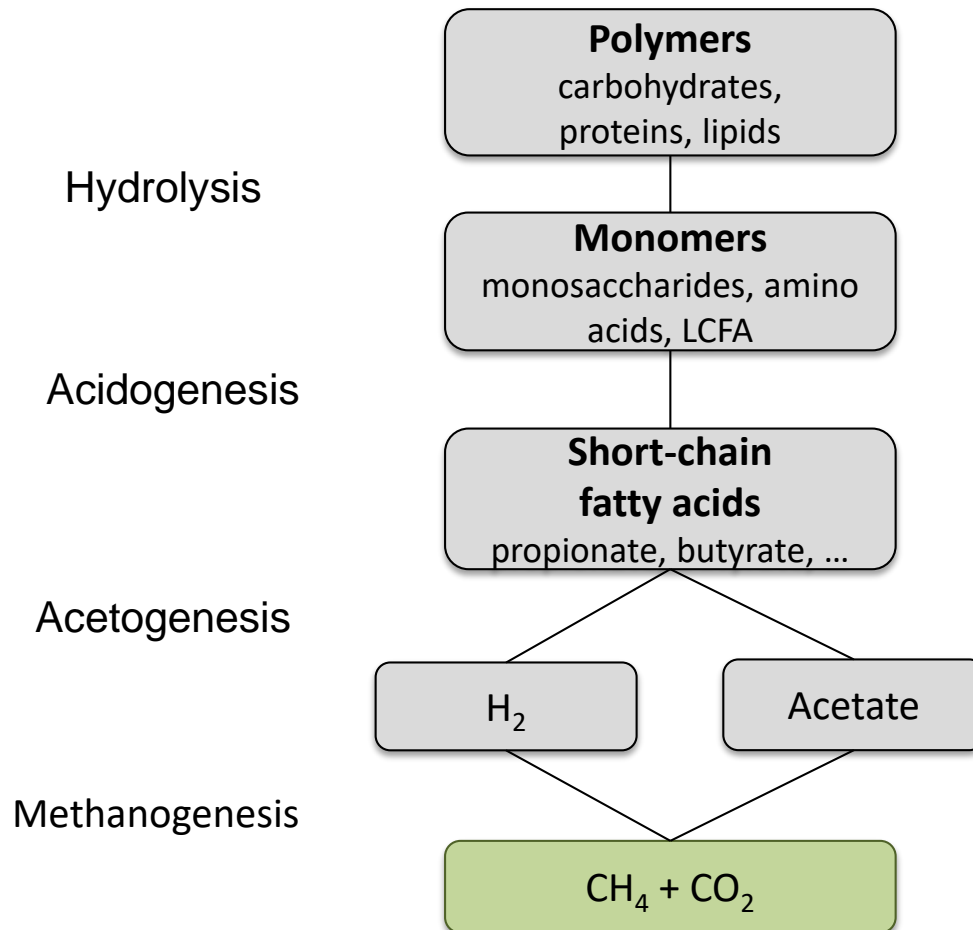 Polymers
carbohydrates,
proteins, lipids
Hydrolysis
Monomers
monosaccharides, amino
acids, LCFA
Acidogenesis
Short-chain
fatty acids
propionate, butyrate, ...
Acetogenesis
H₂
Acetate
Methanogenesis
CH₄ + CO₂